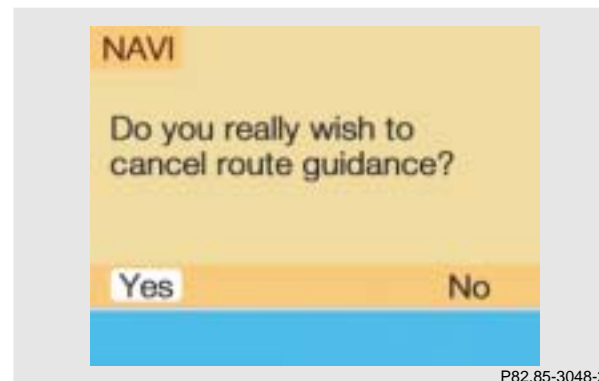 NAVI
Do you really wish to
cancel route guidance?
Yes No
P82.85-3048-